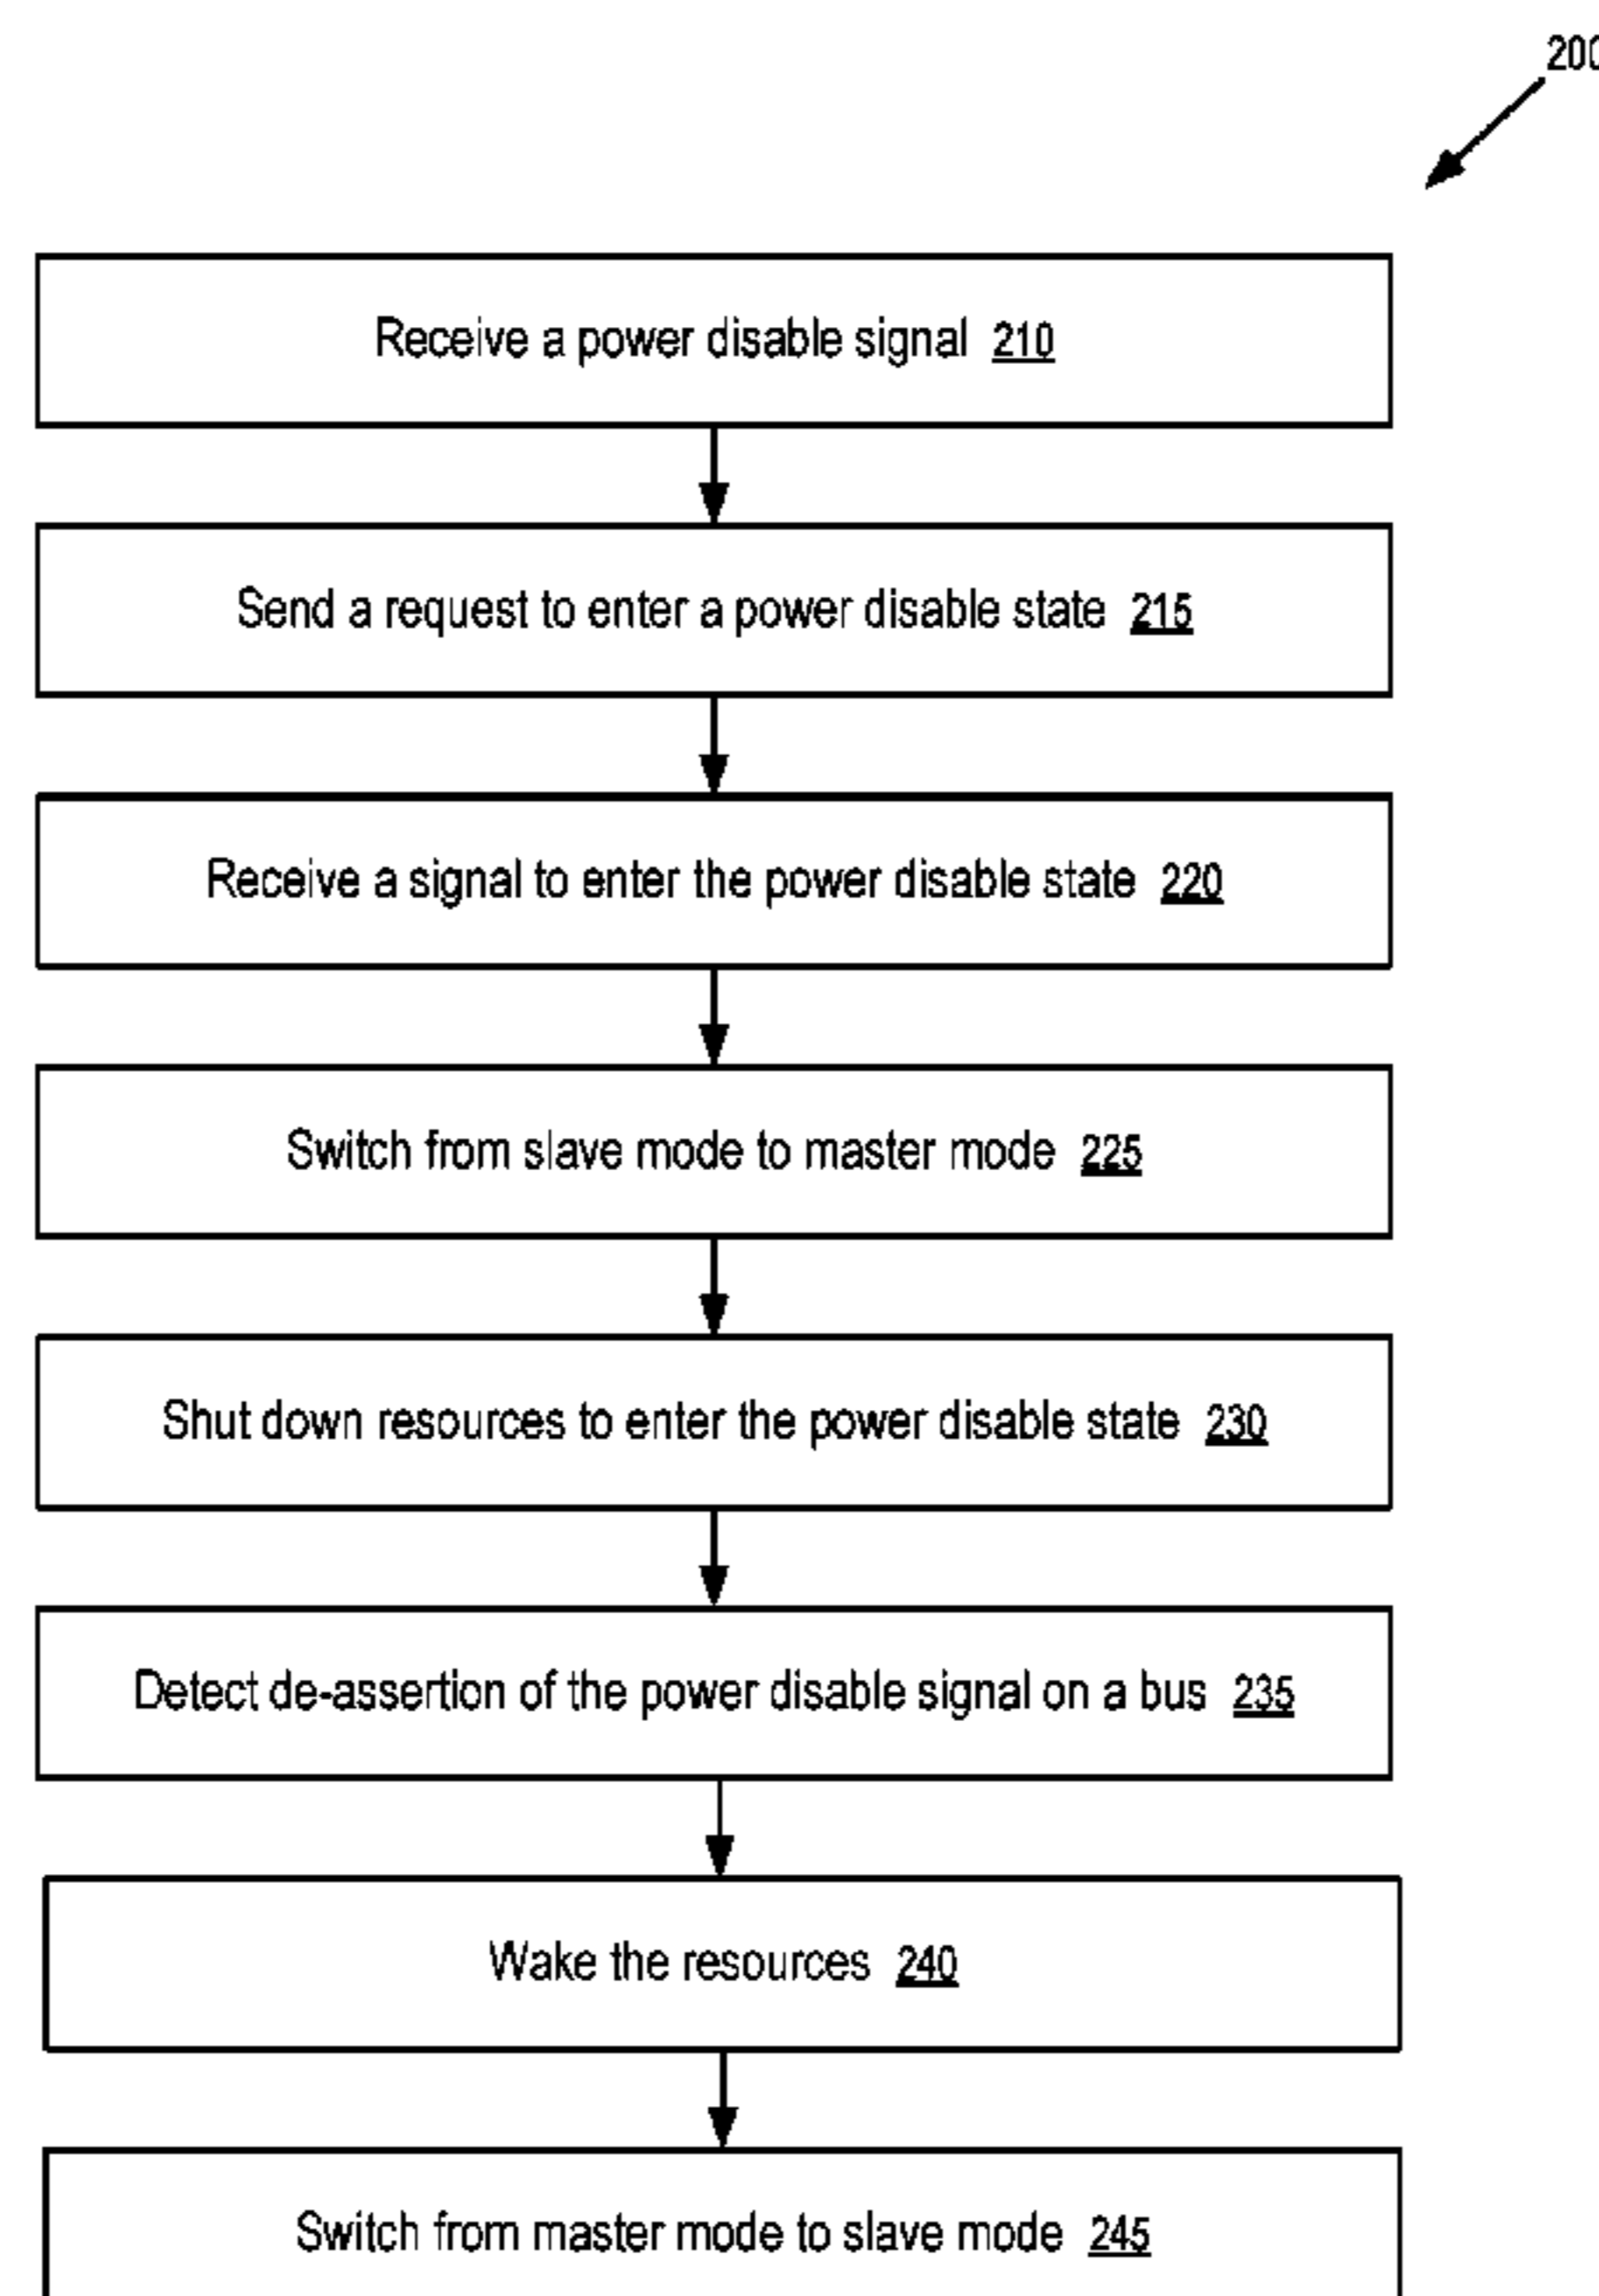 200
Receive a power disable signal 210
Send a request to enter a power disable state 215
Receive a signal to enter the power disable state 220
Switch from slave mode to master mode 225
Shut down resources to enter the power disable state 230
Detect de-assertion of the power disable signal on a bus 235
Wake the resources 240
Switch from master mode to slave mode 245